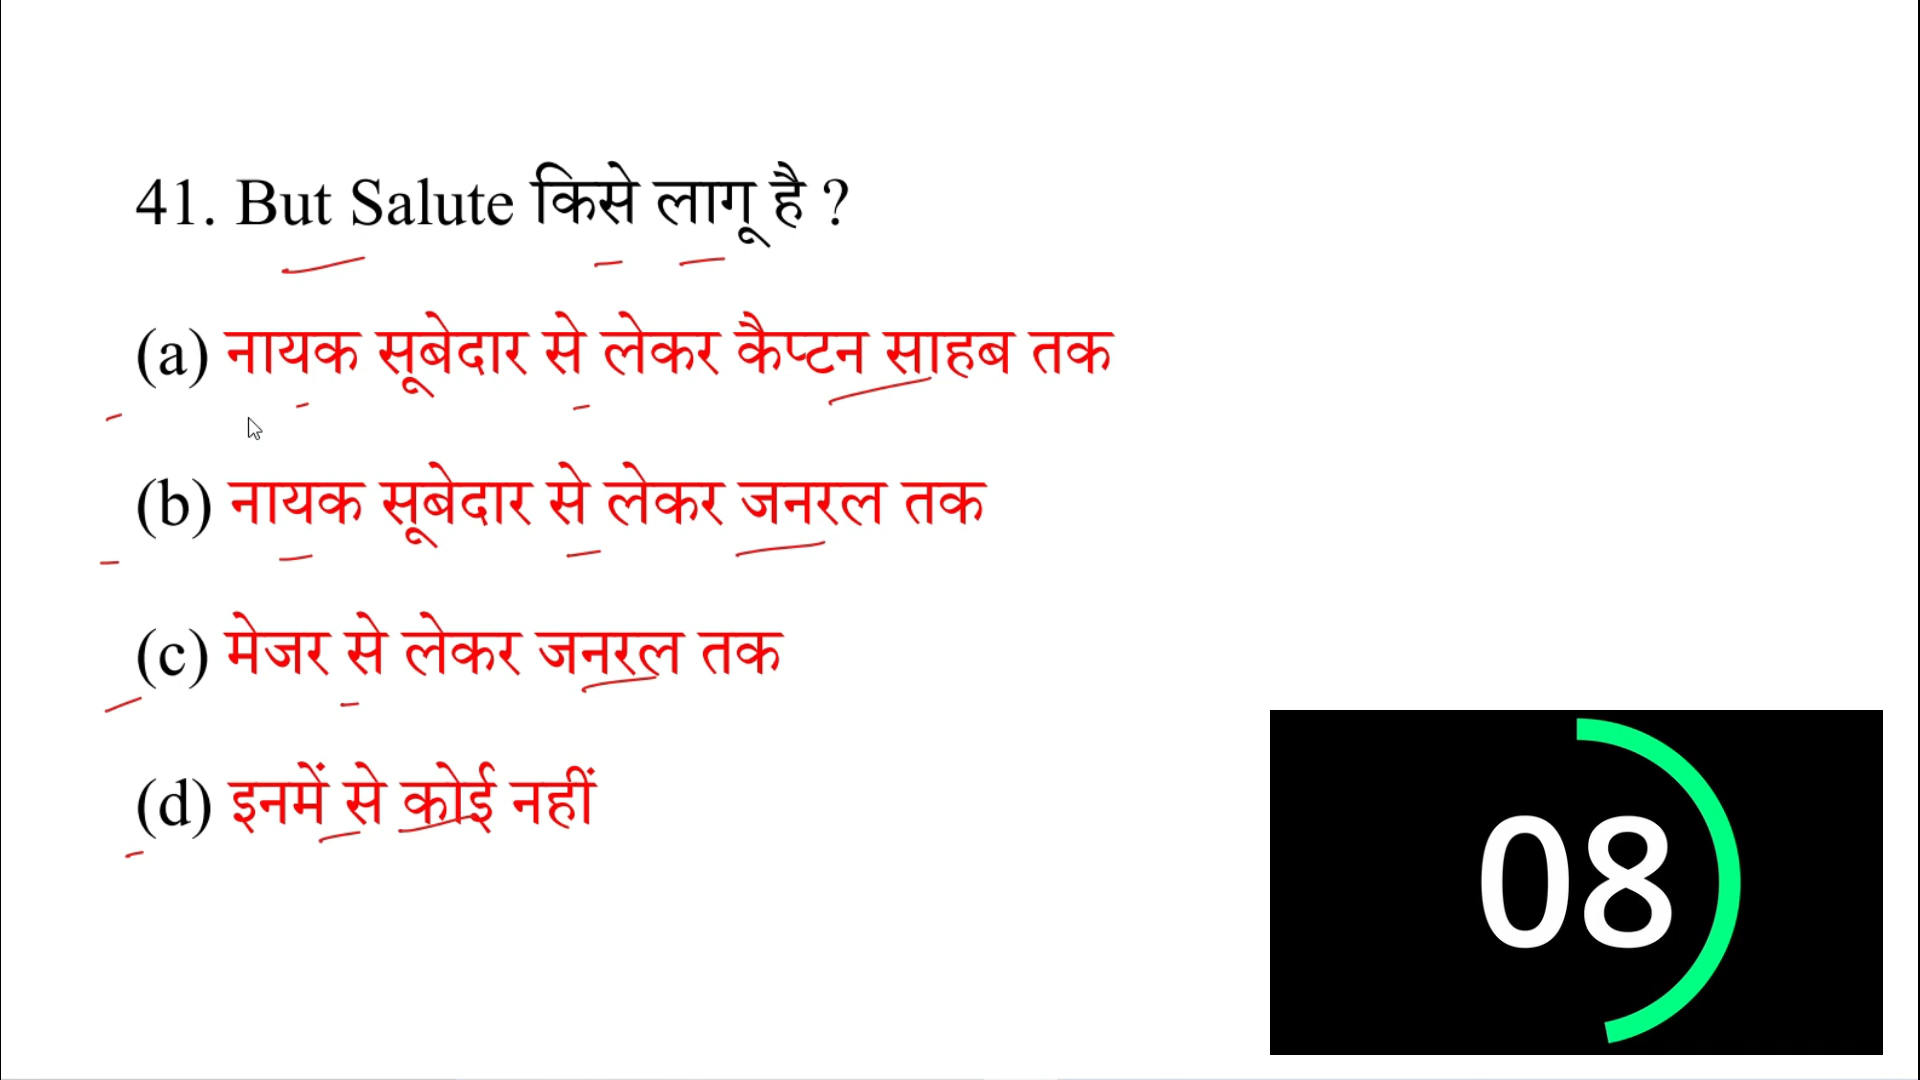 41. But Salute किसे लागू है ?
(a) नायक सूबेदार से लेकर कैप्टन साहब तक
(b) नायक सूबेदार से लेकर जनरल तक
(c) मेजर से लेकर जनरल तक
(d) इनमें से कोई नहीं
08